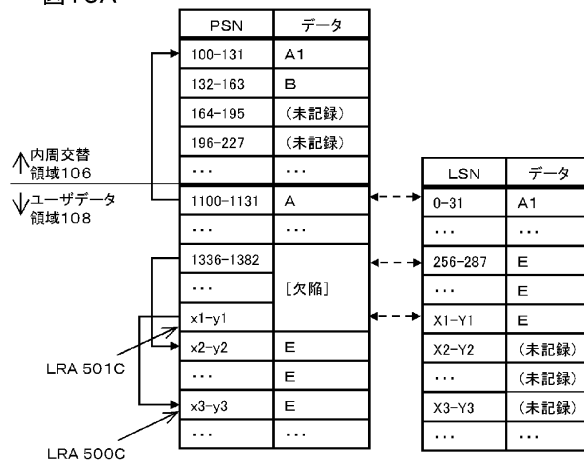 図10A
PSN データ
100-131 A1
132-163 B
164-195 (未記録)
196-227 (未記録)
... ...
内周交替
領域106
ユーザデータ
領域108
1100-1131 A
... ...
1336-1382 [欠陥]
...
x1-y1
x2-y2 E
... E
x3-y3 E
... ...
LRA 501C
LRA 500C
LSN データ
0-31 A1
... ...
256-287 E
... E
X1-Y1 E
X2-Y2 (未記録)
... (未記録)
X3-Y3 (未記録)
... ...